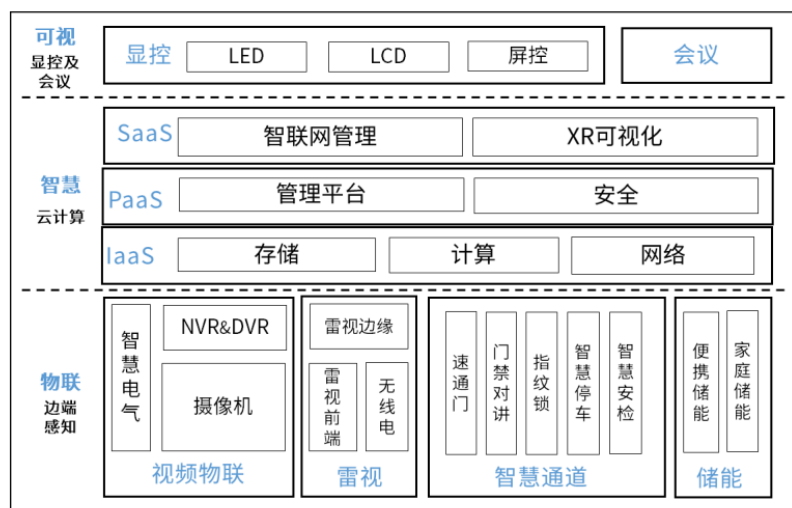 可视
显控及
会议
显控
LED
LCD
屏控
会议
智慧
云计算
SaaS
智联网管理
XR可视化
PaaS
管理平台
安全
IaaS
存储
计算
网络
物联
边端
感知
智慧电气
NVR&DVR
摄像机
视频物联
雷视边缘
雷视前端
无线电
雷视
速通门
门禁对讲
指纹锁
智慧停车
智慧安检
智慧通道
便携储能
家庭储能
储能